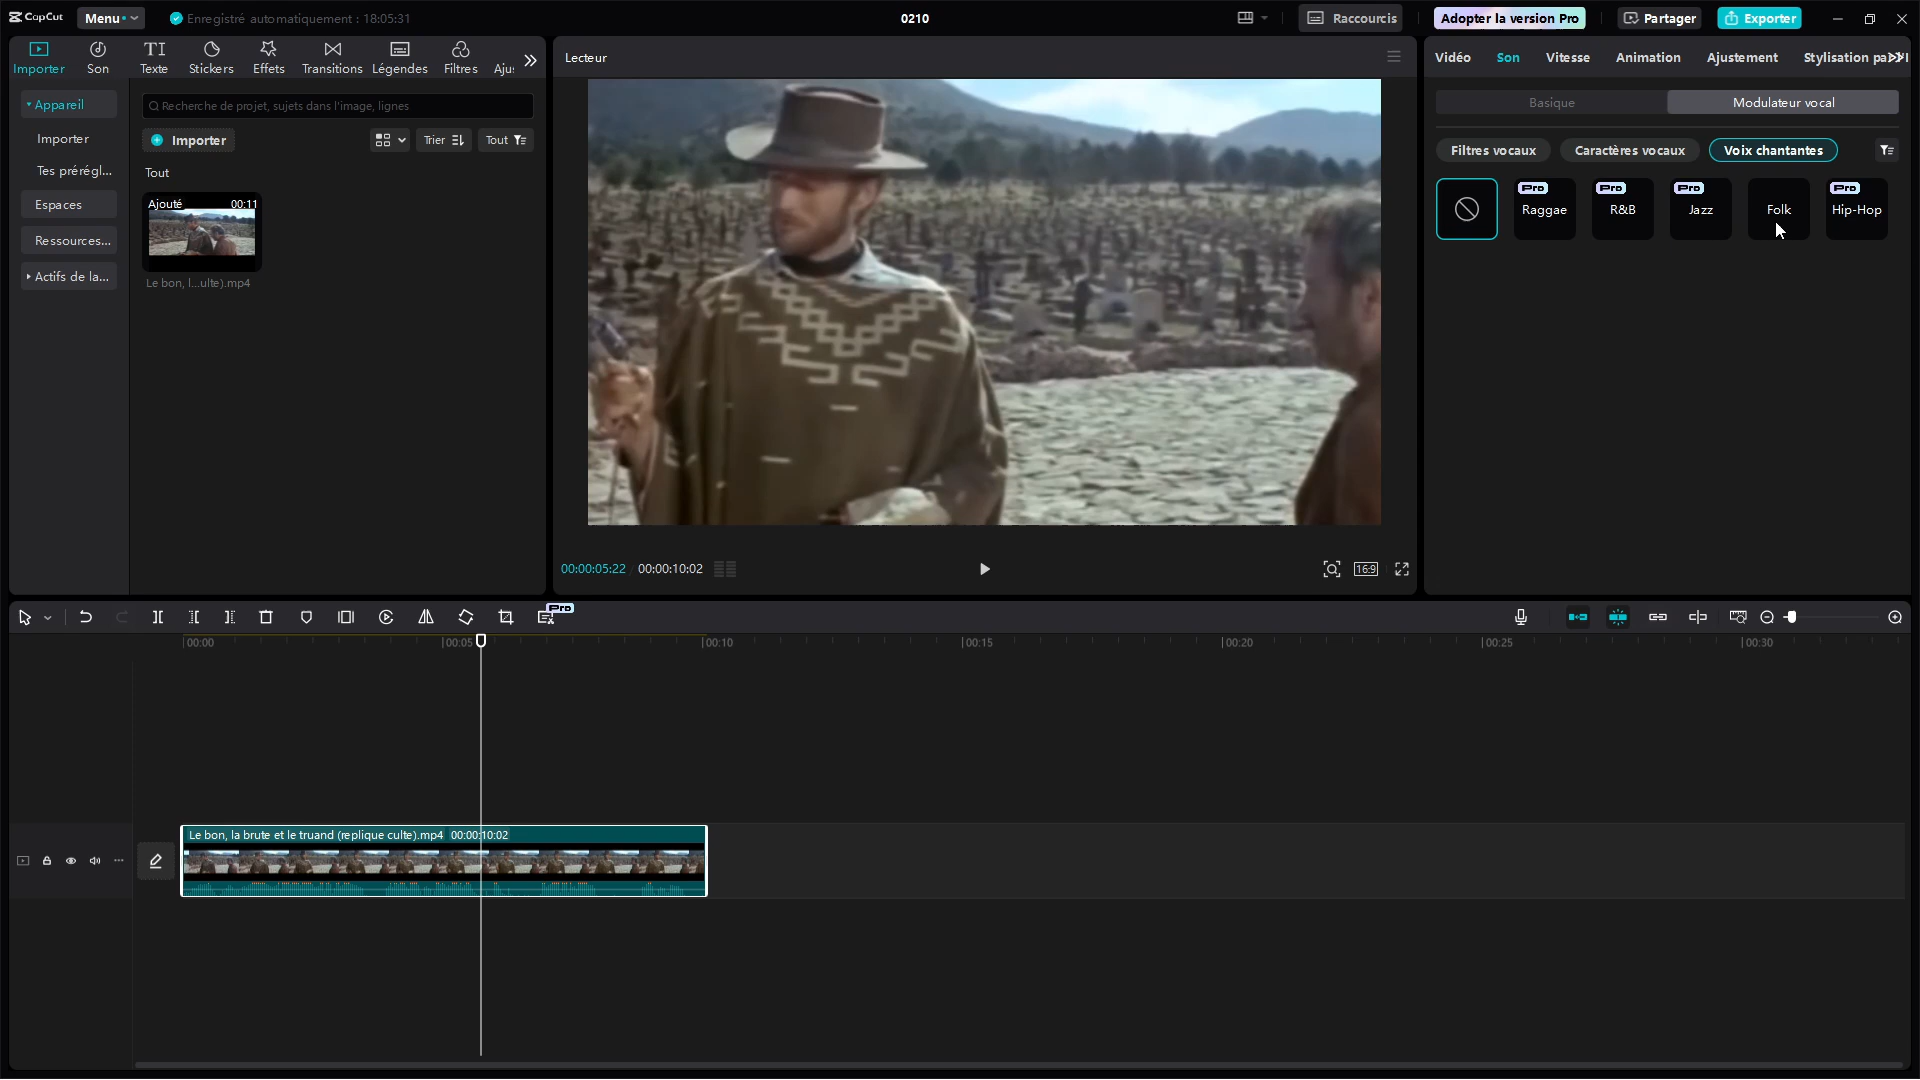 CapCut
Menu
Enregistré automatiquement : 18:05:31
0210
Raccourcis
Adopter la version Pro
Partager
Exporter
Importer
Son
Texte
Stickers
Effets
Transitions
Légendes
Filtres
Aju
Lecteur
Vidéo
Son
Vitesse
Animation
Ajustement
Stylisation pa
Appareil
Importer
Tes prérégl...
Espaces
Ressources...
Actifs de la...
Recherche de projet, sujets dans l'image, lignes
Importer
Trier
Tout
Tout
Ajouté
00:11
Le bon, l...ulte).mp4
Basique
Modulateur vocal
Filtres vocaux
Caractères vocaux
Voix chantantes
Pro
Raggae
Pro
R&B
Pro
Jazz
Folk
Pro
Hip-Hop
00:00:05:22
00:00:10:02
16:9
Pro
00:00
00:05
00:10
00:15
00:20
00:25
00:30
Le bon, la brute et le truand (replique culte).mp4 00:00:10:02